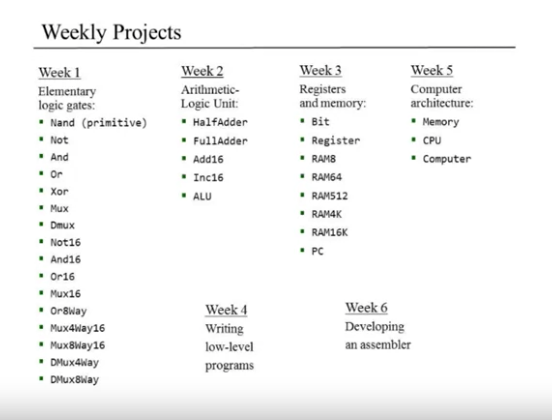 Weekly Projects
Week 1
Elementary
logic gates:
▪ Nand (primitive)
▪ Not
▪ And
▪ Or
▪ Xor
▪ Mux
▪ Dmux
▪ Not16
▪ And16
▪ Or16
▪ Mux16
▪ Or8Way
▪ Mux4Way16
▪ Mux8Way16
▪ DMux4Way
▪ DMux8Way
Week 2
Arithmetic-
Logic Unit:
▪ HalfAdder
▪ FullAdder
▪ Add16
▪ Inc16
▪ ALU
Week 3
Registers
and memory:
▪ Bit
▪ Register
▪ RAM8
▪ RAM64
▪ RAM512
▪ RAM4K
▪ RAM16K
▪ PC
Week 5
Computer
architecture:
▪ Memory
▪ CPU
▪ Computer
Week 4
Writing
low-level
programs
Week 6
Developing
an assembler